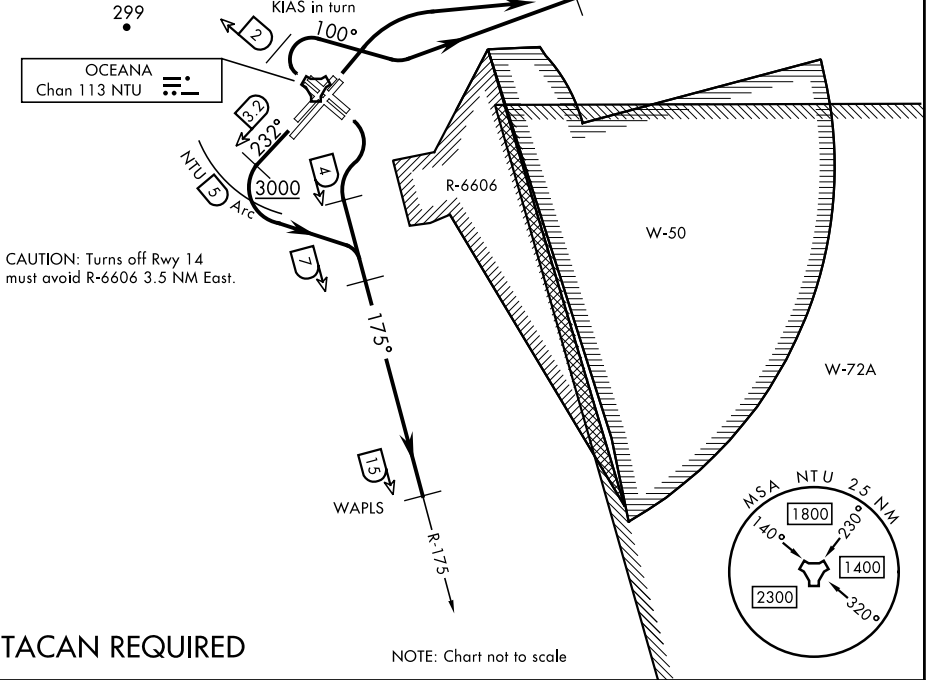 299
KIAS in turn
2
100°
OCEANA
Chan 113 NTU
3.2
232°
NTU 5 Arc
3000
4
R-6606
W-50
CAUTION: Turns off Rwy 14
must avoid R-6606 3.5 NM East.
7
175°
W-72A
15
WAPLS
R-175
MSA NTU 25 NM
1800
140°
230°
1400
2300
320°
TACAN REQUIRED
NOTE: Chart not to scale